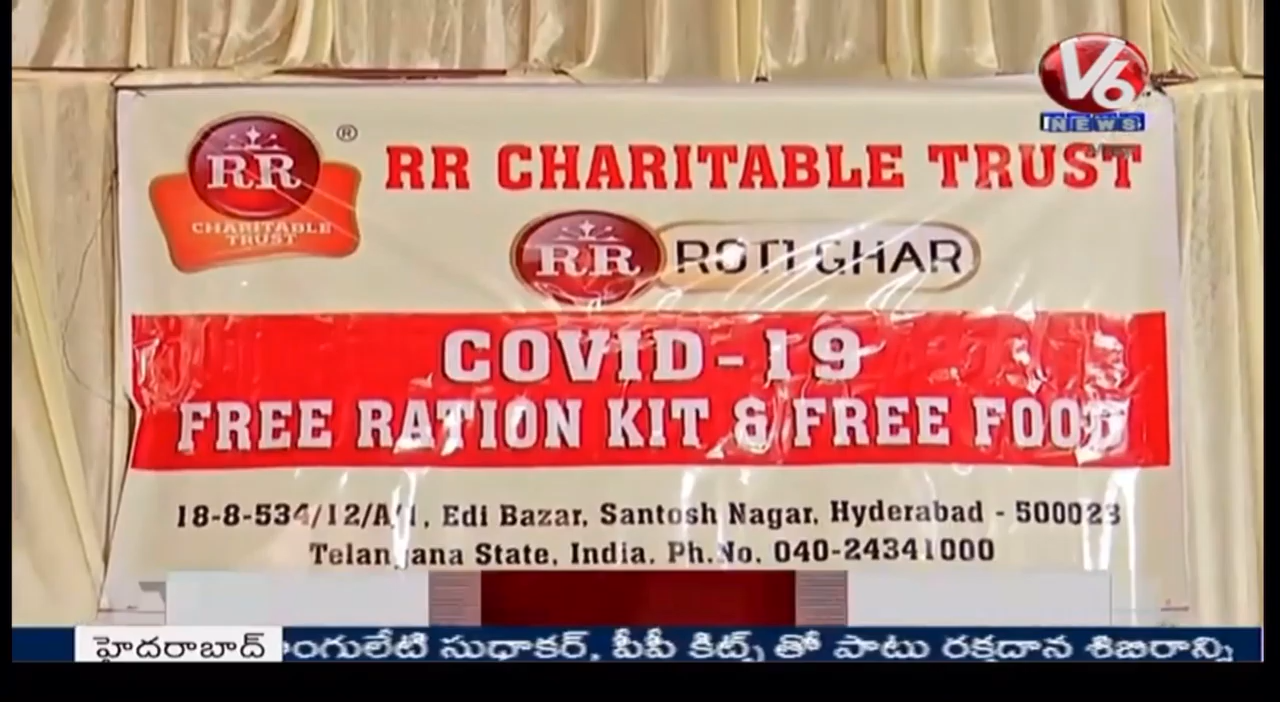 V6
NEWS
RR
CHARITABLE
TRUST
®
RR CHARITABLE TRUST
RR ROTI GHAR
COVID-19
FREE RATION KIT & FREE FOOD
18-8-534/12/A/1, Edi Bazar, Santosh Nagar, Hyderabad - 500023
Telangana State, India. Ph.No. 040-24341000
హైదరాబాద్ ంగులేటి సుధాకర్, పీపీ కిట్స్ తో పాటు రక్తదాన శిబిరాన్ని